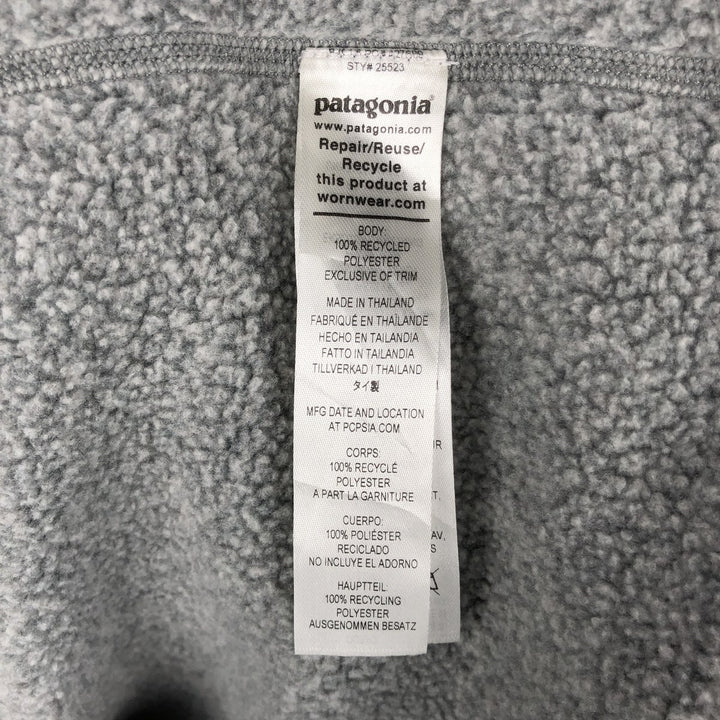 STY# 25523
patagonia®
www.patagonia.com
Repair/Reuse/
Recycle
this product at
wornwear.com
BODY:
100% RECYCLED
POLYESTER
EXCLUSIVE OF TRIM
MADE IN THAILAND
FABRIQUÉ EN THAÏLANDE
HECHO EN TAILANDIA
FATTO IN TAILANDIA
TILLVERKAD I THAILAND
タイ製
MFG DATE AND LOCATION
AT PCPSIA.COM
CORPS:
100% RECYCLÉ
POLYESTER
A PART LA GARNITURE
CUERPO:
100% POLIÉSTER
RECICLADO
NO INCLUYE EL ADORNO
HAUPTTEIL:
100% RECYCLING
POLYESTER
AUSGENOMMEN BESATZ